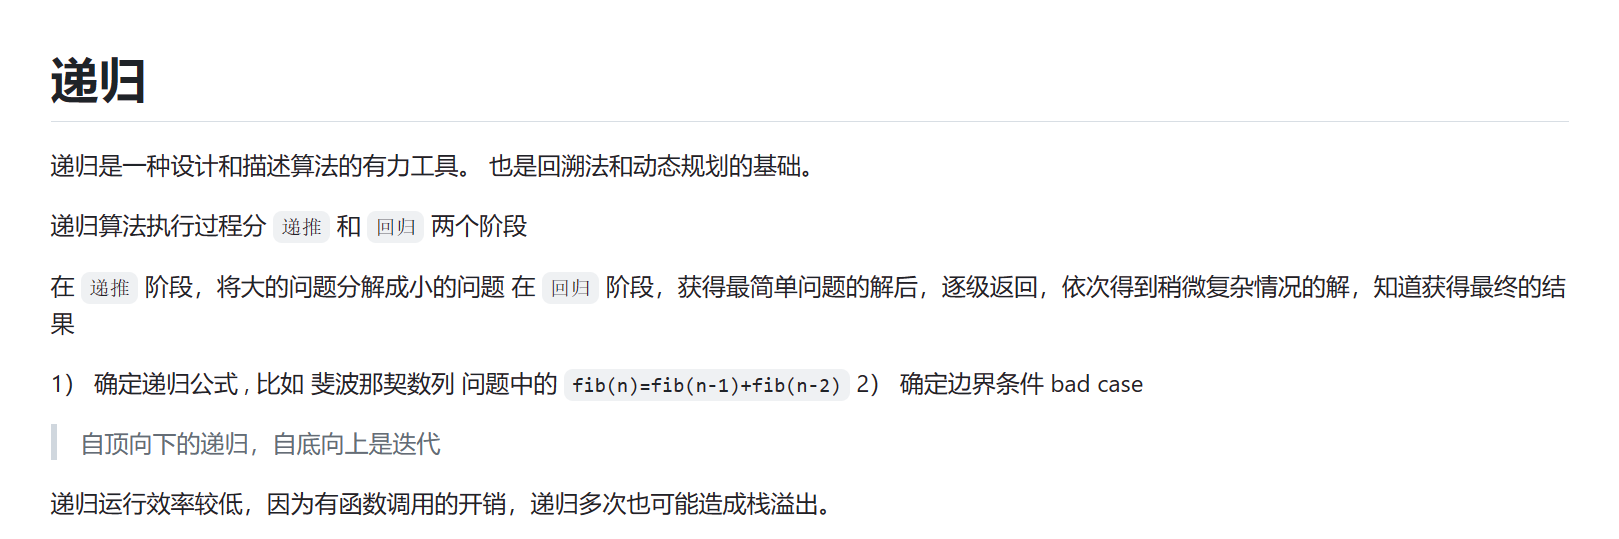 递归
递归是一种设计和描述算法的有力工具。 也是回溯法和动态规划的基础。
递归算法执行过程分 递推 和 回归 两个阶段
在 递推 阶段，将大的问题分解成小的问题 在 回归 阶段，获得最简单问题的解后，逐级返回，依次得到稍微复杂情况的解，知道获得最终的结
果
1） 确定递归公式 , 比如 斐波那契数列 问题中的 fib(n)=fib(n-1)+fib(n-2) 2） 确定边界条件 bad case
自顶向下的递归，自底向上是迭代
递归运行效率较低，因为有函数调用的开销，递归多次也可能造成栈溢出。